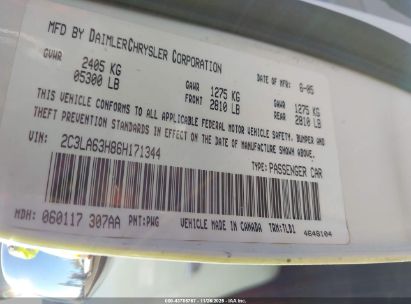 MFD BY DAIMLERCHRYSLER CORPORATION
DATE OF MFR: 6-05
GVWR 2405 KG GAWR 1275 KG GAWR 1275 KG
05300 LB FRONT 2810 LB REAR 2810 LB
THIS VEHICLE CONFORMS TO ALL APPLICABLE FEDERAL MOTOR VEHICLE SAFETY, BUMPER AND
THEFT PREVENTION STANDARDS IN EFFECT ON THE DATE OF MANUFACTURE SHOWN ABOVE.
VIN: 2C3LA63H86H171344
TYPE: PASSENGER CAR
MDH: 060117 307AA PNT: PWG VEHICLE MADE IN CANADA TRM: TLD1
4648104